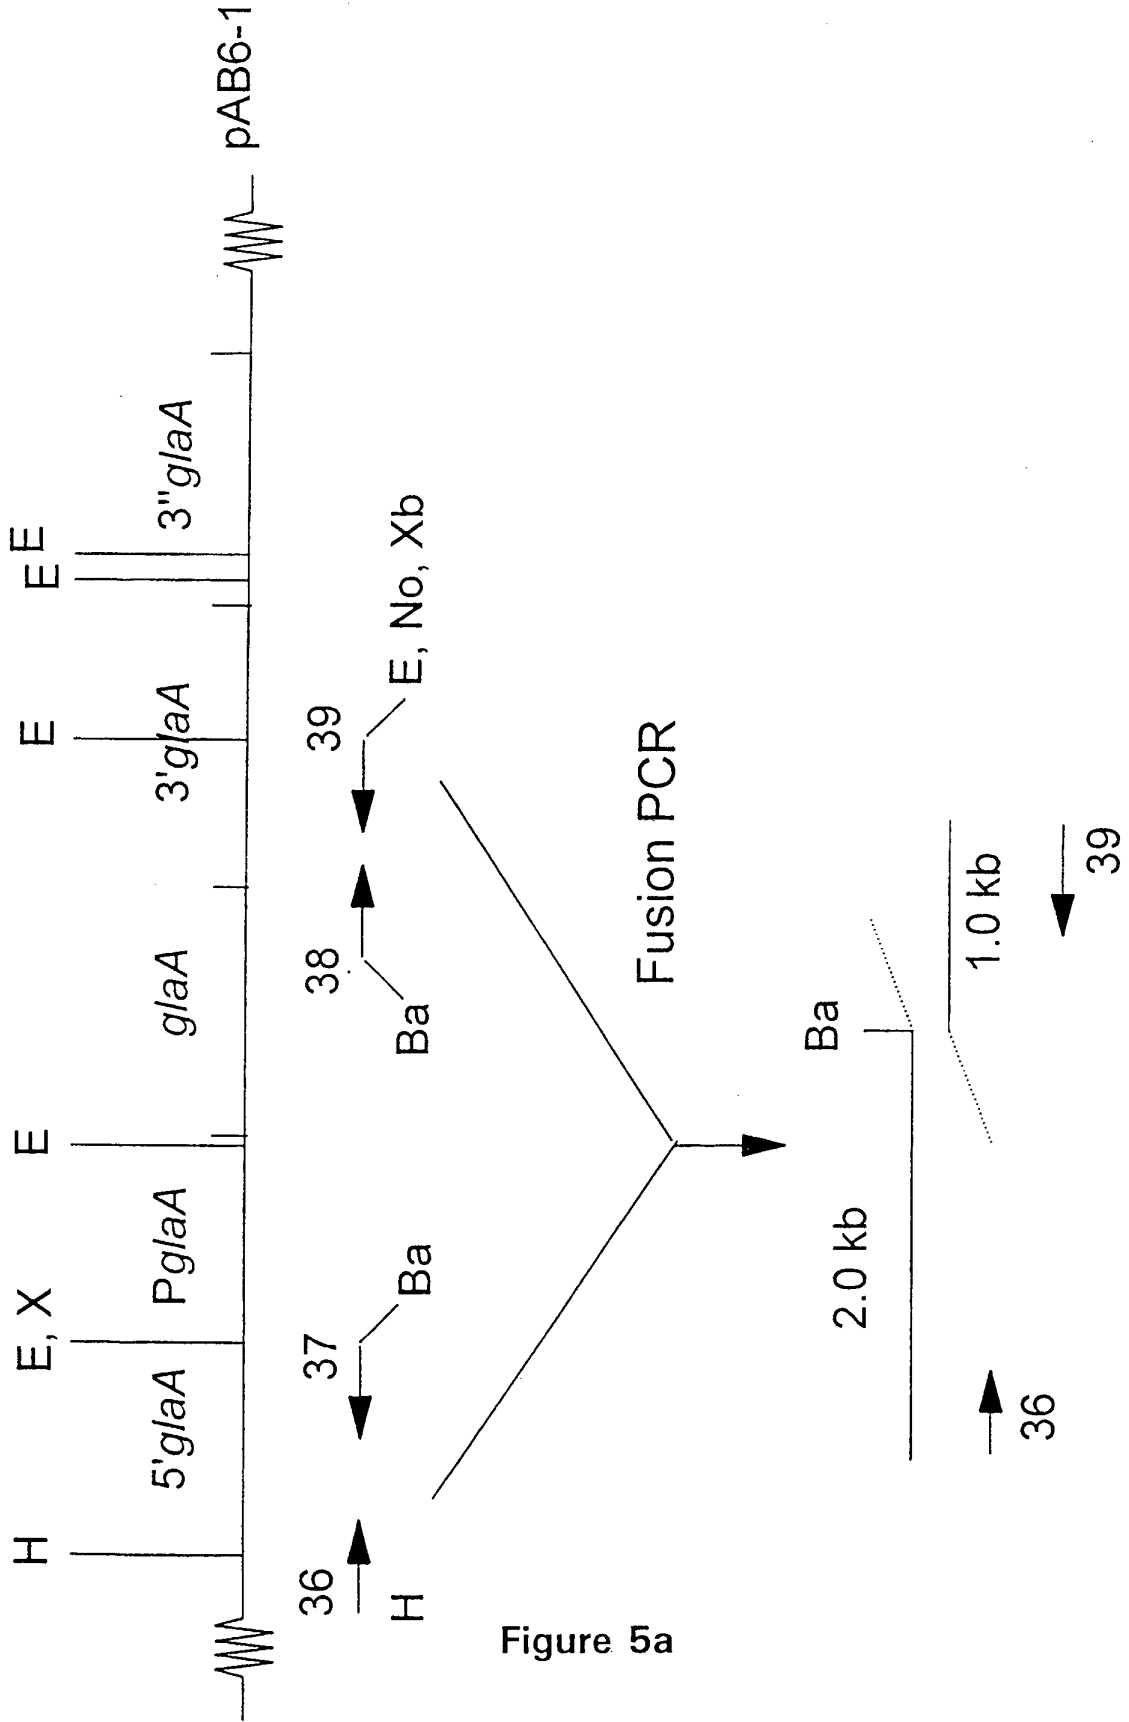 H
E, X
E
E
E
E
5'glaA
PglaA
glaA
3'glaA
3"glaA
pAB6-1
36
37
38
39
H
Ba
Ba
E, No, Xb
Fusion PCR
2.0 kb
Ba
1.0 kb
36
39
Figure 5a